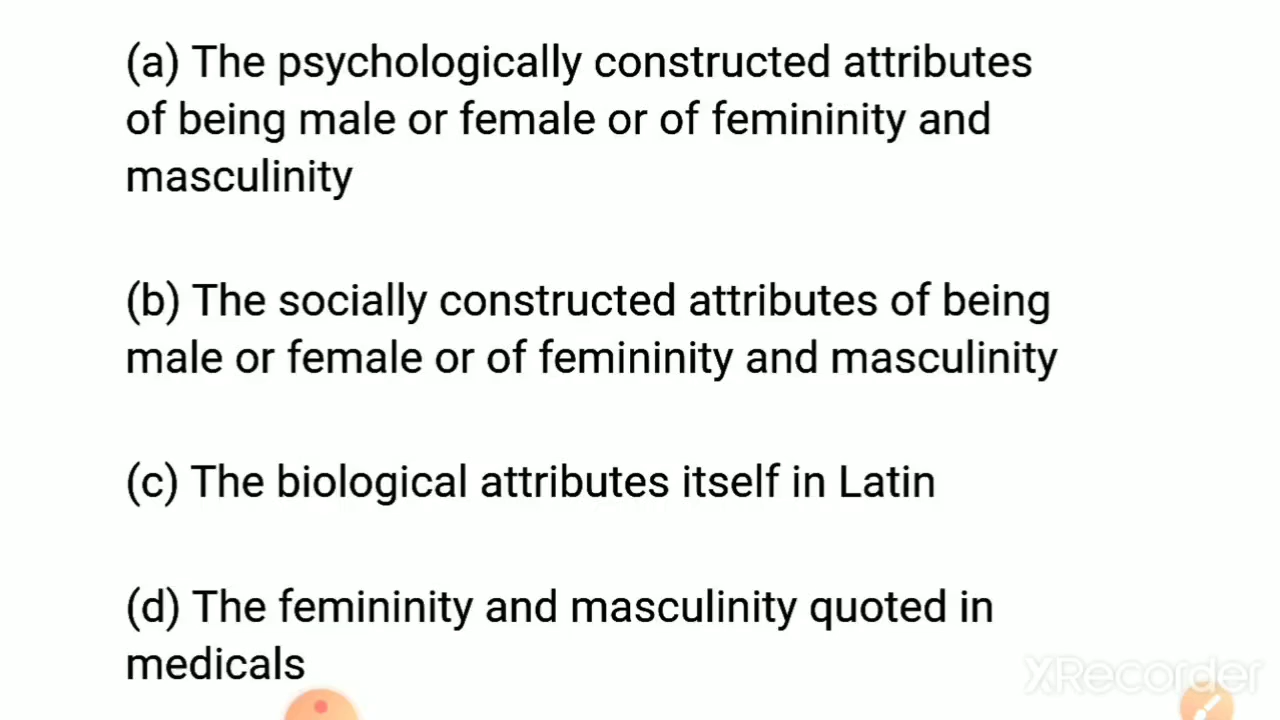 (a) The psychologically constructed attributes
of being male or female or of femininity and
masculinity
(b) The socially constructed attributes of being
male or female or of femininity and masculinity
(c) The biological attributes itself in Latin
(d) The femininity and masculinity quoted in
medicals
XRecorder